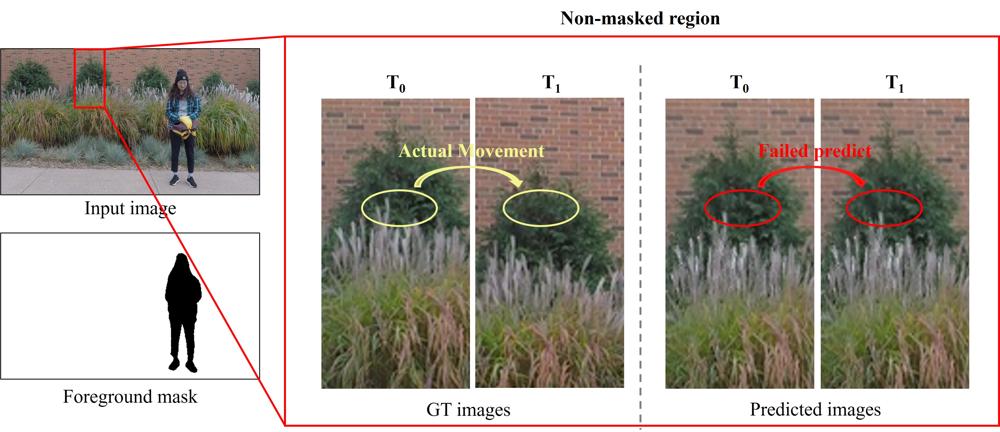 Non-masked region
T₀
T₁
T₀
T₁
Actual Movement
Failed predict
Input image
Foreground mask
GT images
Predicted images